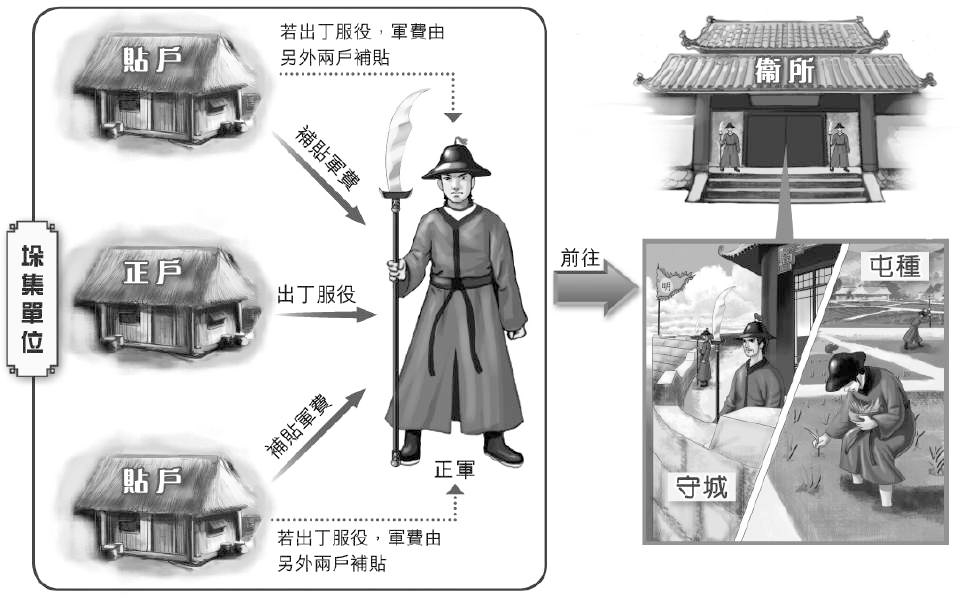 垛集單位
貼戶
若出丁服役，軍費由
另外兩戶補貼
補貼軍費
正戶
出丁服役
貼戶
補貼軍費
若出丁服役，軍費由
另外兩戶補貼
正軍
前往
衞所
明
守城
屯種